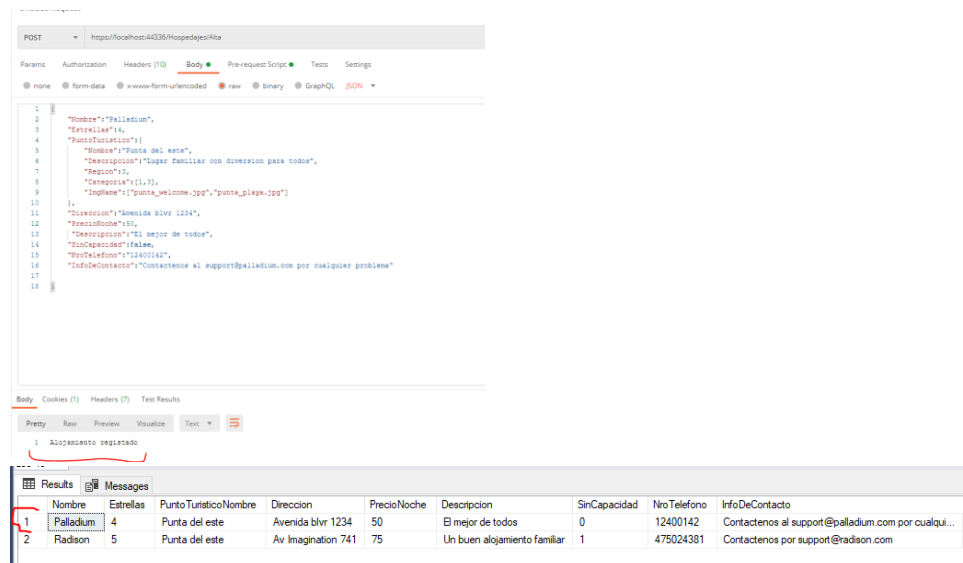 POST https://localhost:44336/Hospedajes/Alta
Params Authorization Headers (10) Body Pre-request Script Tests Settings
none form-data x-www-form-urlencoded raw binary GraphQL JSON
1 {
2 "Nombre":"Palladium",
3 "Estrellas":4,
4 "PuntoTuristico":{
5 "Nombre":"Punta del este",
6 "Descripcion":"Lugar familiar con diversion para todos",
7 "Region":3,
8 "Categoria":[1,3],
9 "ImgName":["punta_welcome.jpg","punta_playa.jpg"]
10 },
11 "Direccion":"Avenida blvr 1234",
12 "PrecioNoche":50,
13 "Descripcion":"El mejor de todos",
14 "SinCapacidad":false,
15 "NroTelefono":"12400142",
16 "InfoDeContacto":"Contactenos al support@palladium.com por cualquier problema"
17
18 }
Body Cookies (1) Headers (7) Test Results
Pretty Raw Preview Visualize Text
1 Alojamiento registado
Results Messages
Nombre Estrellas PuntoTuristicoNombre Direccion PrecioNoche Descripcion SinCapacidad NroTelefono InfoDeContacto
1 Palladium 4 Punta del este Avenida blvr 1234 50 El mejor de todos 0 12400142 Contactenos al support@palladium.com por cualqui...
2 Radison 5 Punta del este Av Imagination 741 75 Un buen alojamiento familiar 1 475024381 Contactenos por support@radison.com